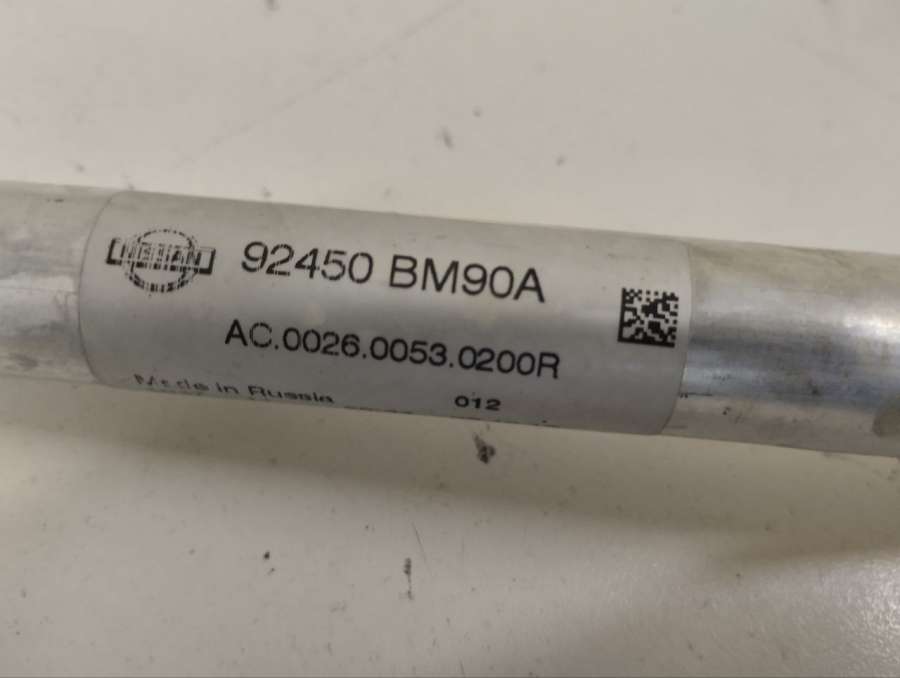 NISSAN
92450 BM90A
AC.0026.0053.0200R
Made in Russia 012